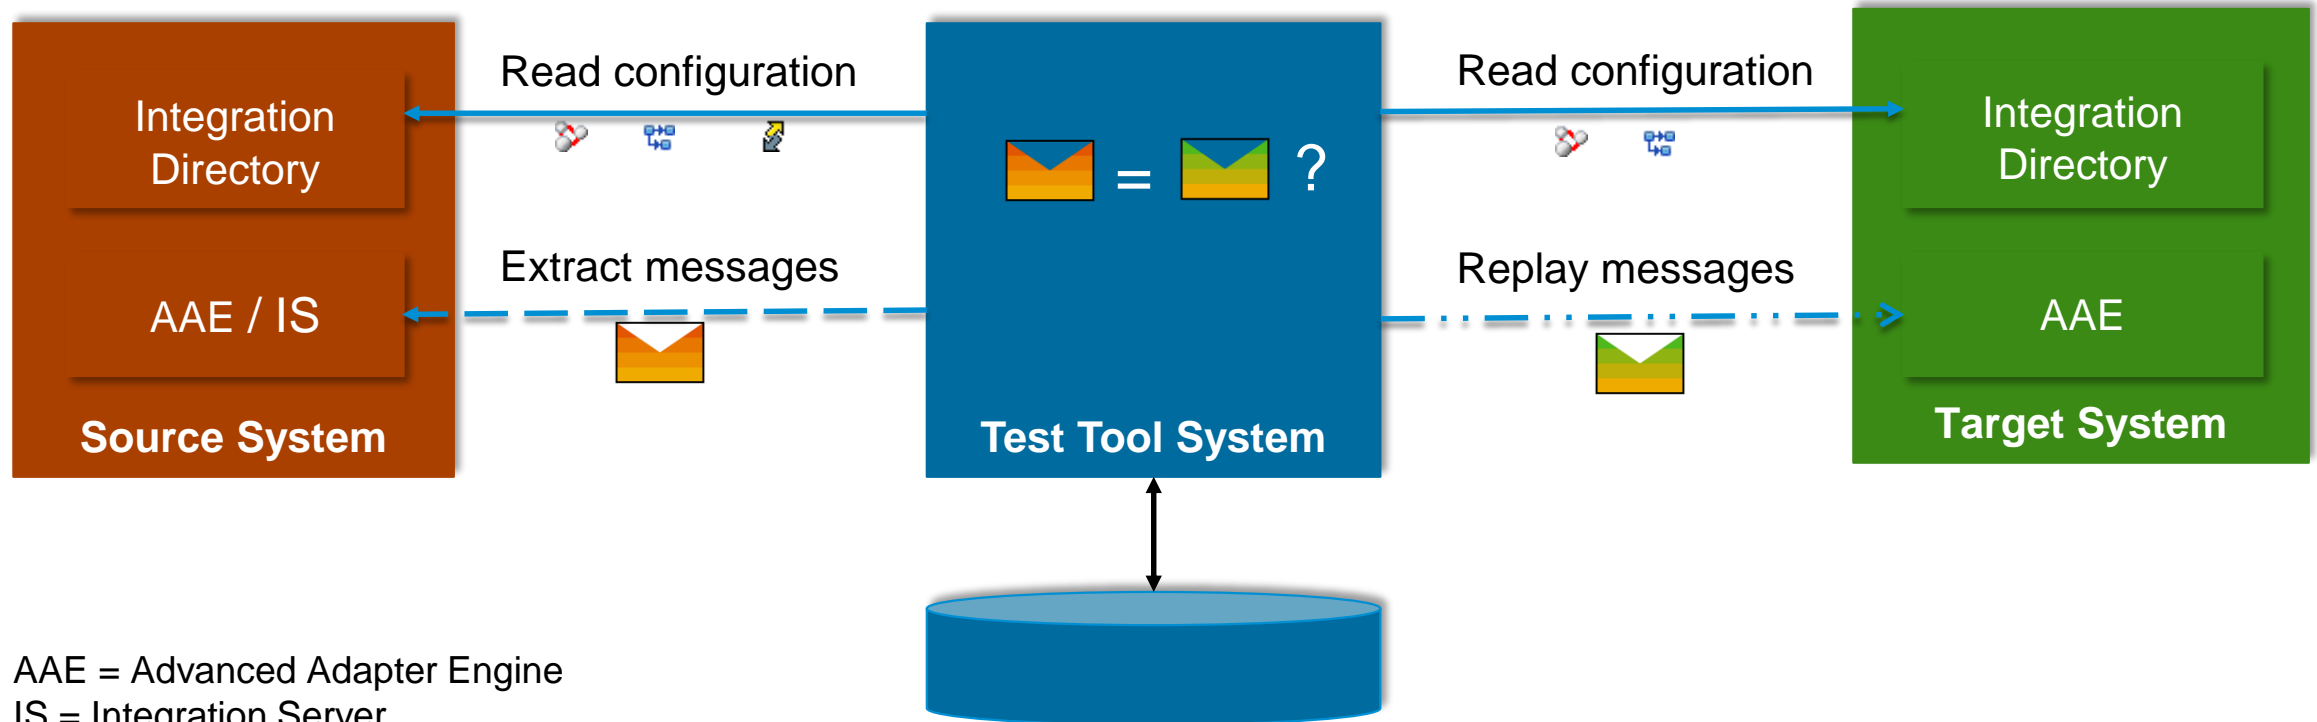 Read configuration
Read configuration
Integration
Directory
= ?
Integration
Directory
Extract messages
Replay messages
AAE / IS
AAE
Source System
Test Tool System
Target System
AAE = Advanced Adapter Engine
IS = Integration Server